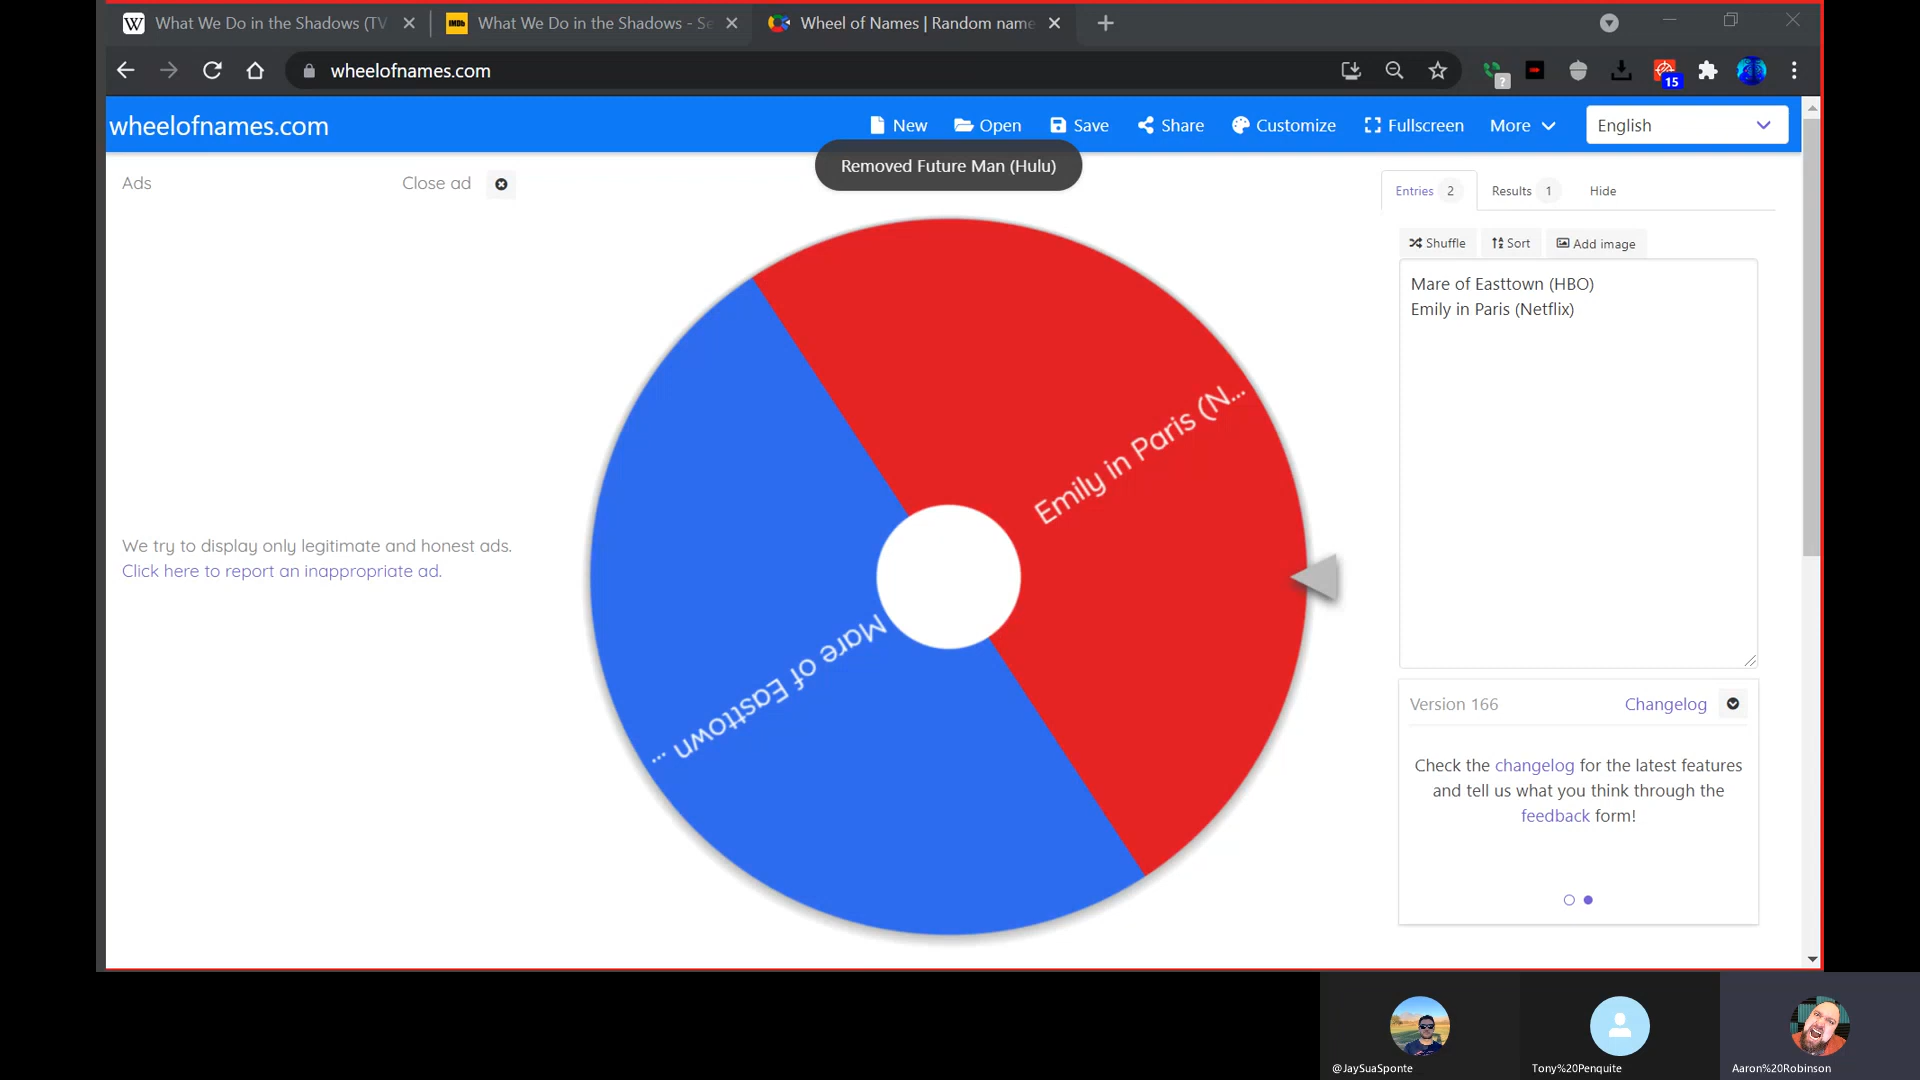 What We Do in the Shadows (TV
What We Do in the Shadows - Se
Wheel of Names | Random name
wheelofnames.com
?
15
wheelofnames.com
New
Open
Save
Share
Customize
Fullscreen
More
English
Removed Future Man (Hulu)
Ads
Close ad
Entries 2
Results 1
Hide
Shuffle
Sort
Add image
Mare of Easttown (HBO)
Emily in Paris (Netflix)
Emily in Paris (N...
Mare of Easttown ...
We try to display only legitimate and honest ads.
Click here to report an inappropriate ad.
Version 166
Changelog
Check the changelog for the latest features
and tell us what you think through the
feedback form!
@JaySuaSponte
Tony%20Penquite
Aaron%20Robinson
W
IMDb